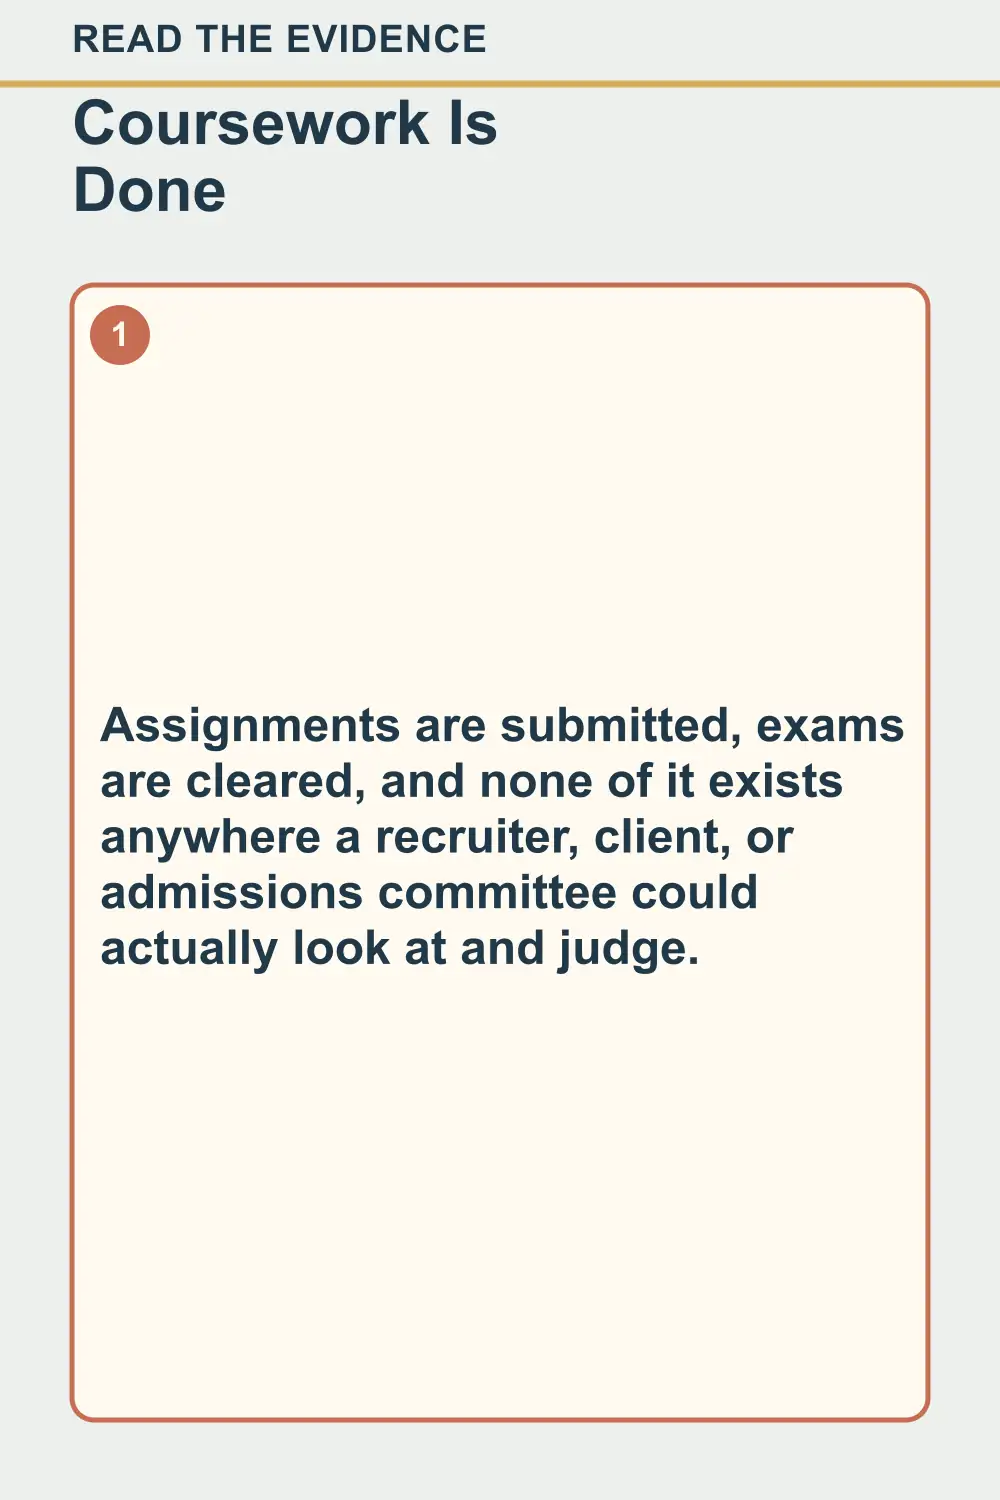 READ THE EVIDENCE
Coursework Is
Done
1
Assignments are submitted, exams
are cleared, and none of it exists
anywhere a recruiter, client, or
admissions committee could
actually look at and judge.